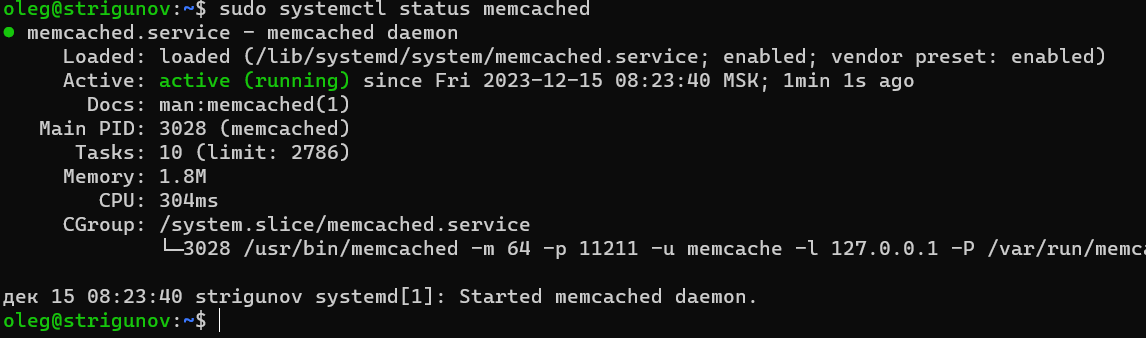 oleg@strigunov:~$ sudo systemctl status memcached
● memcached.service - memcached daemon
Loaded: loaded (/lib/systemd/system/memcached.service; enabled; vendor preset: enabled)
Active: active (running) since Fri 2023-12-15 08:23:40 MSK; 1min 1s ago
Docs: man:memcached(1)
Main PID: 3028 (memcached)
Tasks: 10 (limit: 2786)
Memory: 1.8M
CPU: 304ms
CGroup: /system.slice/memcached.service
└─3028 /usr/bin/memcached -m 64 -p 11211 -u memcache -l 127.0.0.1 -P /var/run/memca
дек 15 08:23:40 strigunov systemd[1]: Started memcached daemon.
oleg@strigunov:~$